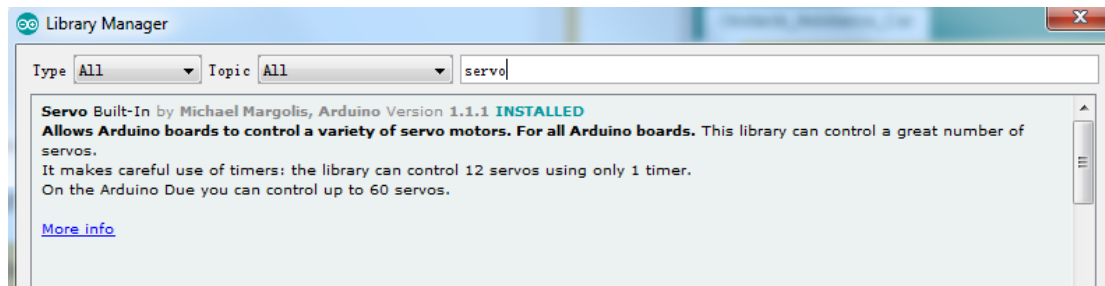 Library Manager
Type All Topic All servo
Servo Built-In by Michael Margolis, Arduino Version 1.1.1 INSTALLED
Allows Arduino boards to control a variety of servo motors. For all Arduino boards. This library can control a great number of
servos.
It makes careful use of timers: the library can control 12 servos using only 1 timer.
On the Arduino Due you can control up to 60 servos.
More info